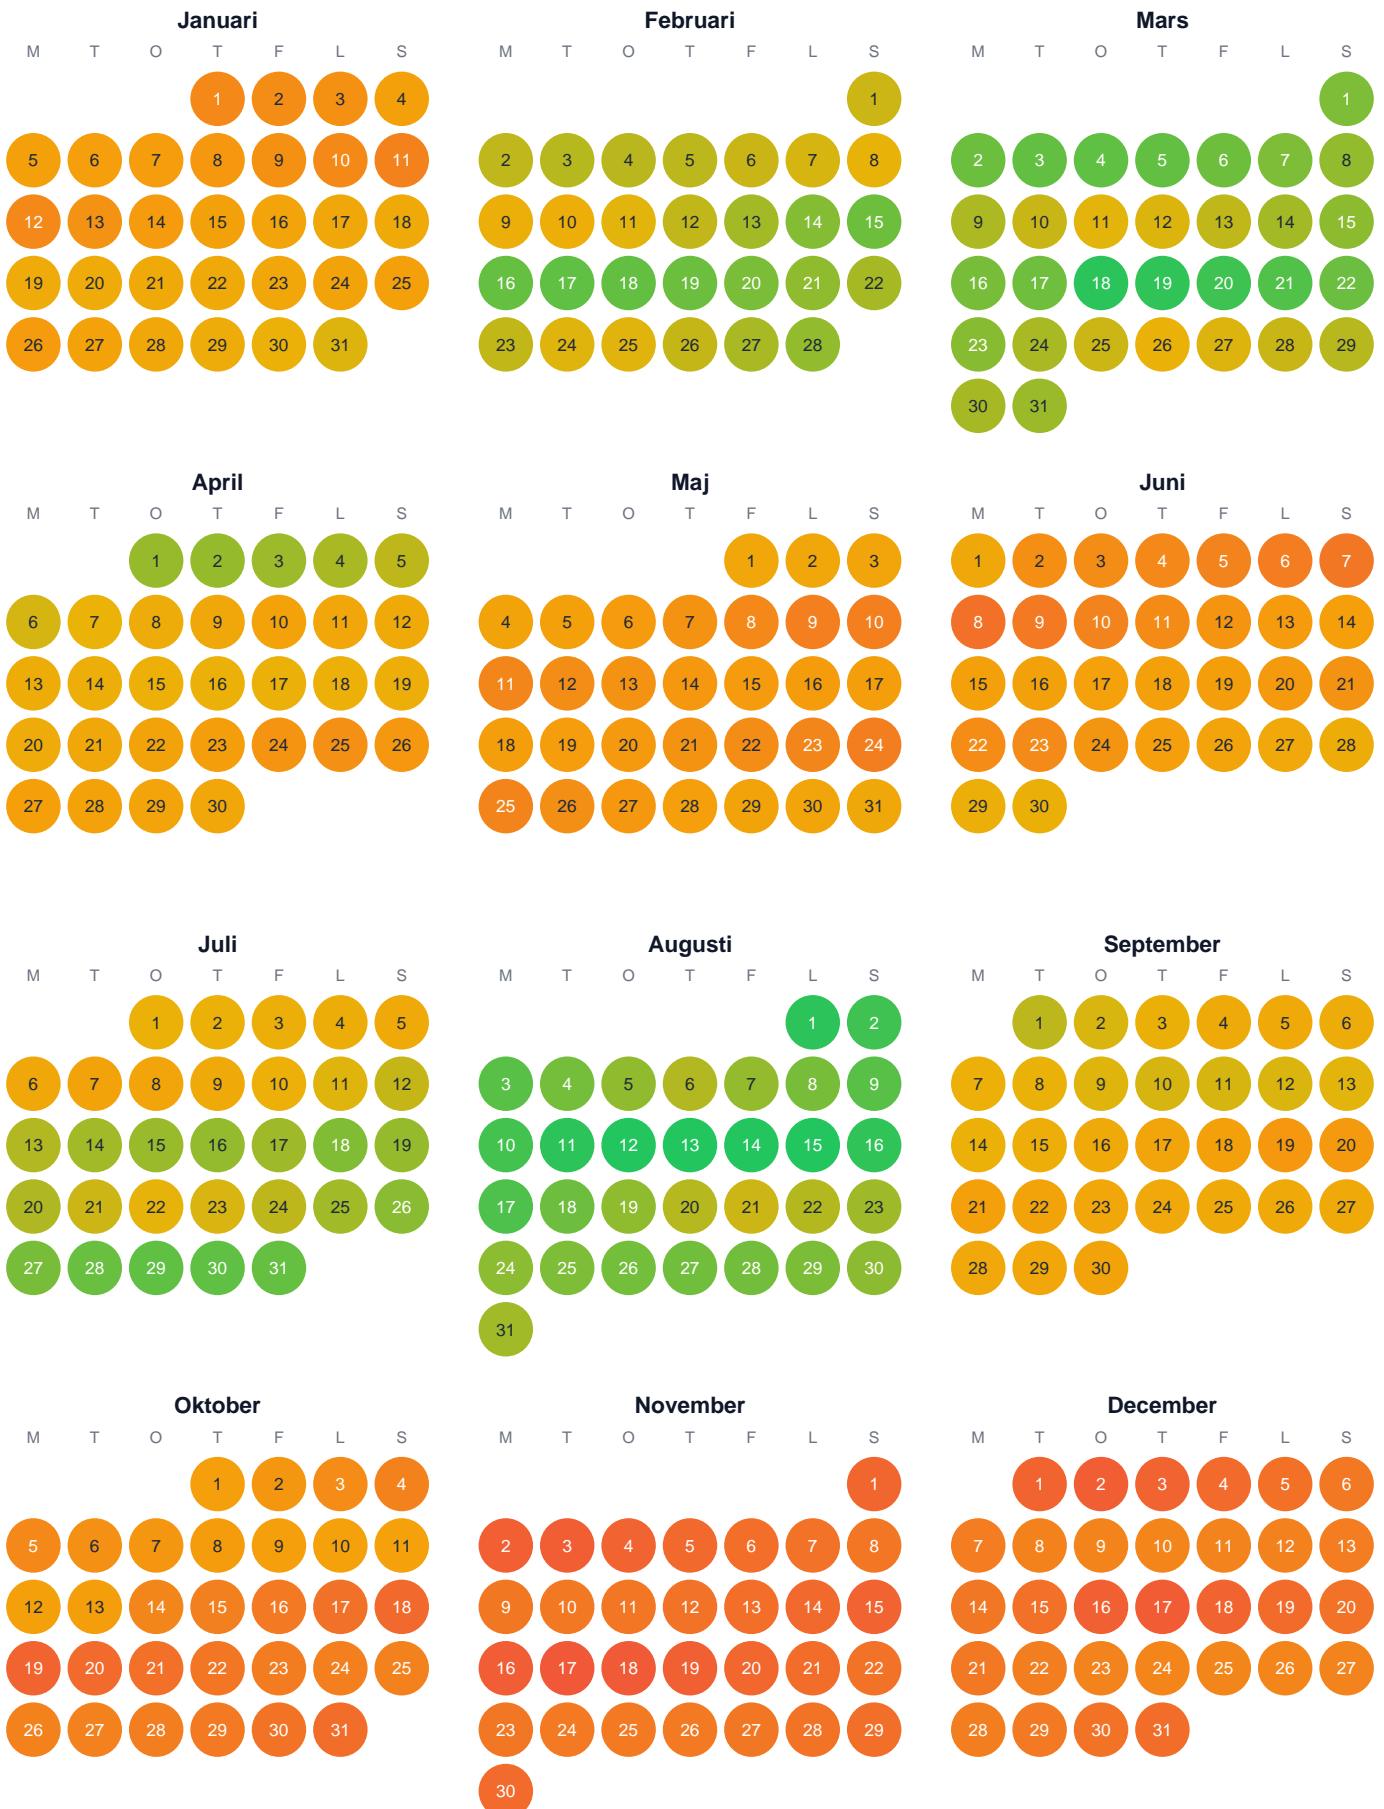 Januari Februari Mars
M T O T F L S M T O T F L S M T O T F L S
1 2 3 4 1 1
5 6 7 8 9 10 11 2 3 4 5 6 7 8 2 3 4 5 6 7 8
12 13 14 15 16 17 18 9 10 11 12 13 14 15 9 10 11 12 13 14 15
19 20 21 22 23 24 25 16 17 18 19 20 21 22 16 17 18 19 20 21 22
26 27 28 29 30 31 23 24 25 26 27 28 23 24 25 26 27 28 29
30 31
April Maj Juni
M T O T F L S M T O T F L S M T O T F L S
1 2 3 4 5 1 2 3 1 2 3 4 5 6 7
6 7 8 9 10 11 12 4 5 6 7 8 9 10 8 9 10 11 12 13 14
13 14 15 16 17 18 19 11 12 13 14 15 16 17 15 16 17 18 19 20 21
20 21 22 23 24 25 26 18 19 20 21 22 23 24 22 23 24 25 26 27 28
27 28 29 30 25 26 27 28 29 30 31 29 30
Juli Augusti September
M T O T F L S M T O T F L S M T O T F L S
1 2 3 4 5 1 2 1 2 3 4 5 6
6 7 8 9 10 11 12 3 4 5 6 7 8 9 7 8 9 10 11 12 13
13 14 15 16 17 18 19 10 11 12 13 14 15 16 14 15 16 17 18 19 20
20 21 22 23 24 25 26 17 18 19 20 21 22 23 21 22 23 24 25 26 27
27 28 29 30 31 24 25 26 27 28 29 30 28 29 30
31
Oktober November December
M T O T F L S M T O T F L S M T O T F L S
1 2 3 4 1 1 2 3 4 5 6
5 6 7 8 9 10 11 2 3 4 5 6 7 8 7 8 9 10 11 12 13
12 13 14 15 16 17 18 9 10 11 12 13 14 15 14 15 16 17 18 19 20
19 20 21 22 23 24 25 16 17 18 19 20 21 22 21 22 23 24 25 26 27
26 27 28 29 30 31 23 24 25 26 27 28 29 28 29 30 31
30